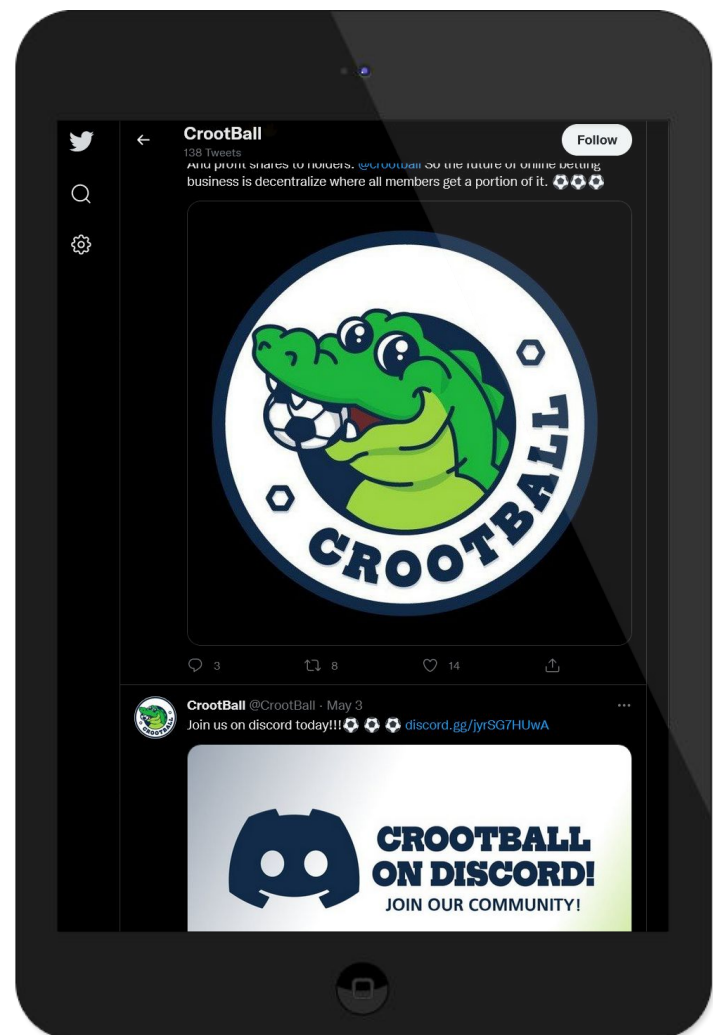 CrootBall
138 Tweets
Follow
And profit shares to holders. @crootball So the future of online betting
business is decentralize where all members get a portion of it. ⚽⚽⚽
CROOTBALL
3 8 14
CrootBall @CrootBall · May 3
Join us on discord today!!!⚽ ⚽ ⚽ discord.gg/jyrSG7HUwA
CROOTBALL
CROOTBALL
ON DISCORD!
JOIN OUR COMMUNITY!